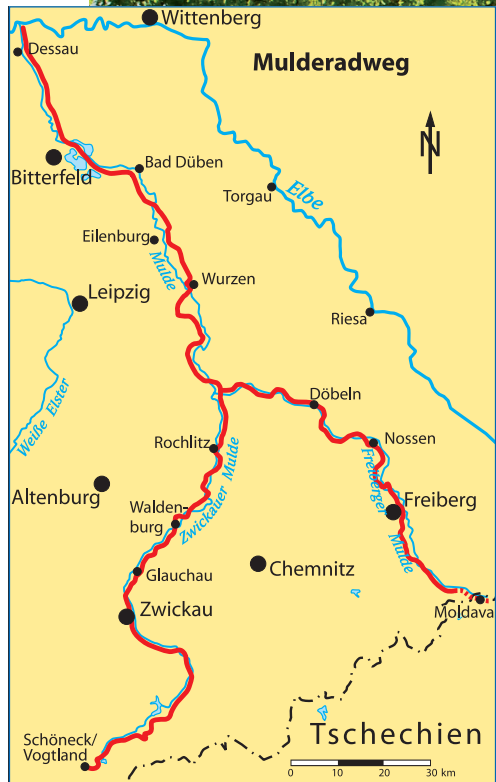 Wittenberg
Dessau
Mulderadweg
N
Bitterfeld
Bad Düben
Torgau
Elbe
Eilenburg
Mulde
Wurzen
Leipzig
Riesa
Weiße Elster
Döbeln
Rochlitz
Nossen
Zwickauer Mulde
Freiberger
Mulde
Altenburg
Freiberg
Walden-
burg
Chemnitz
Glauchau
Moldava
Zwickau
Schöneck/
Vogtland
Tschechien
0 10 20 30 km